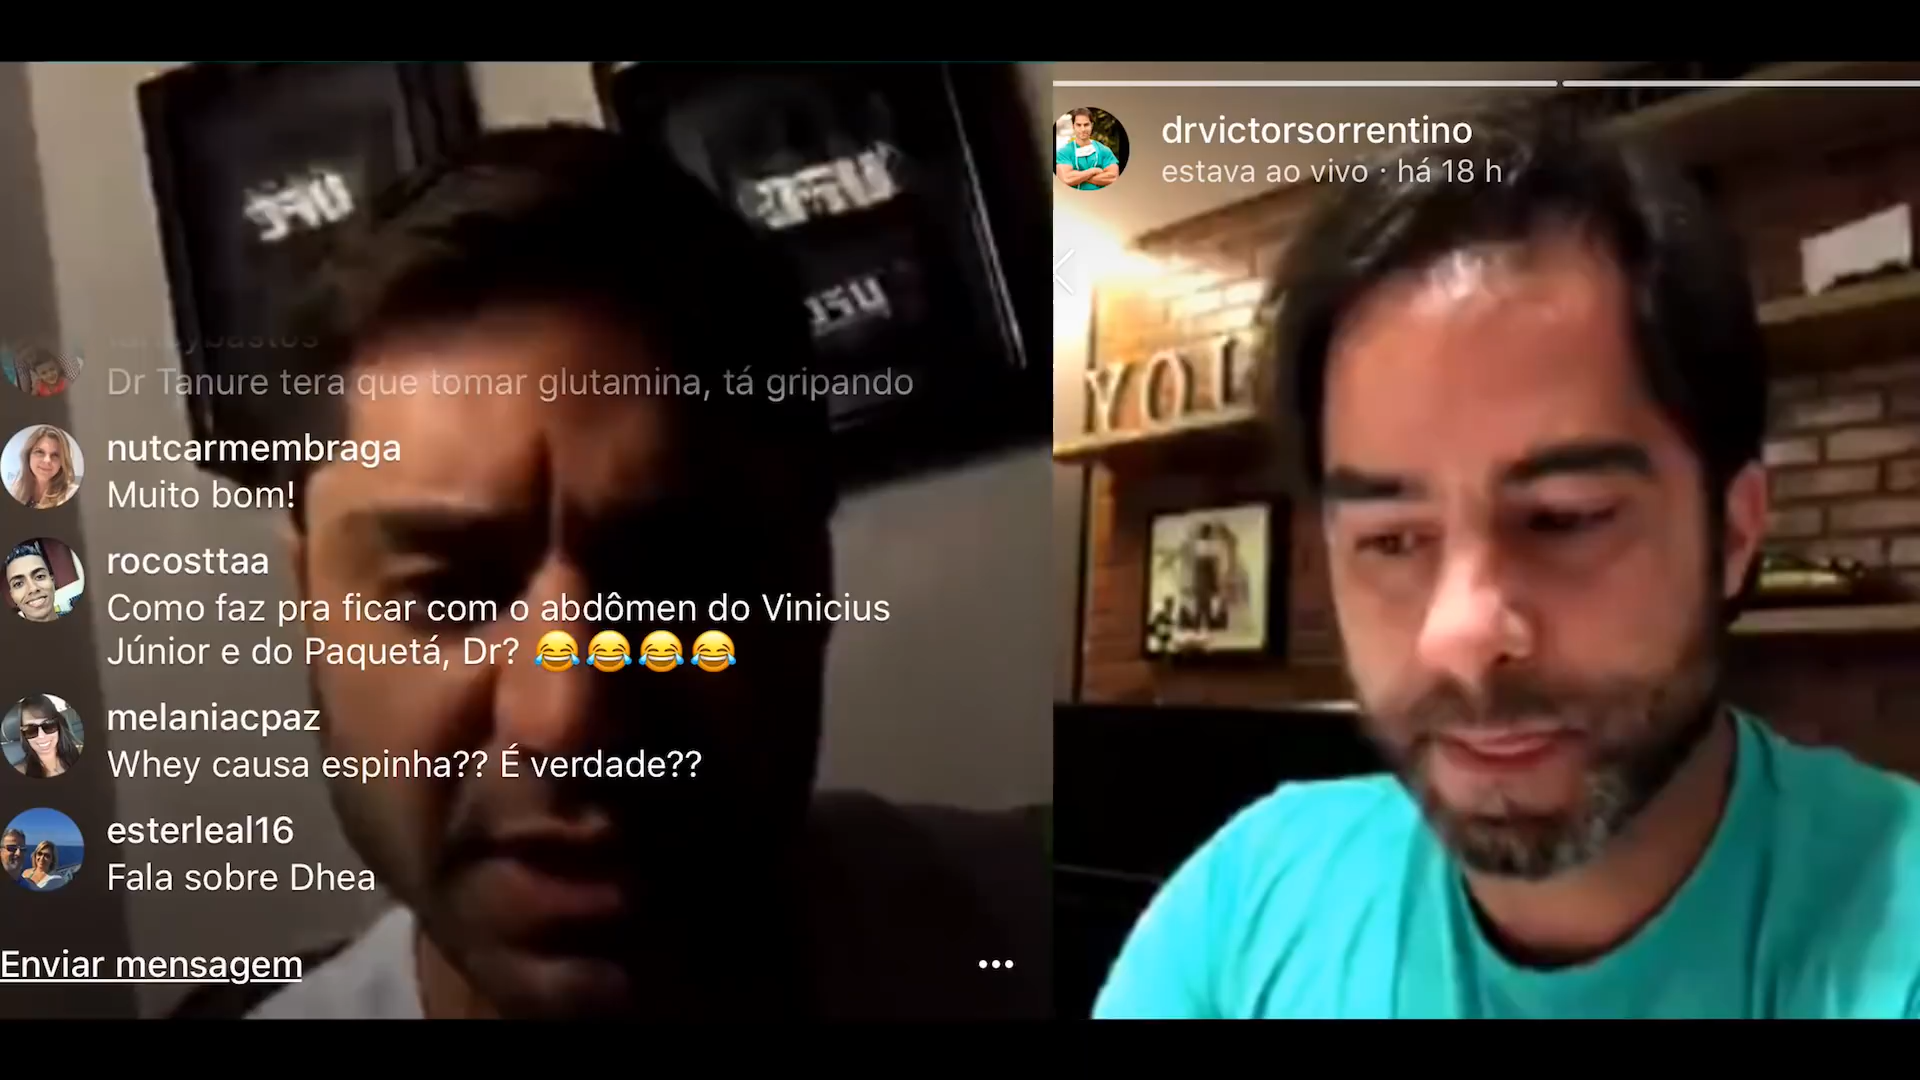 drvictorsorrentino
estava ao vivo · há 18 h
Dr Tanure tera que tomar glutamina, tá gripando
nutcarmembraga
Muito bom!
rocosttaa
Como faz pra ficar com o abdômen do Vinicius
Júnior e do Paquetá, Dr? 😂😂😂😂
melaniacpaz
Whey causa espinha?? É verdade??
esterleal16
Fala sobre Dhea
Enviar mensagem
UFC